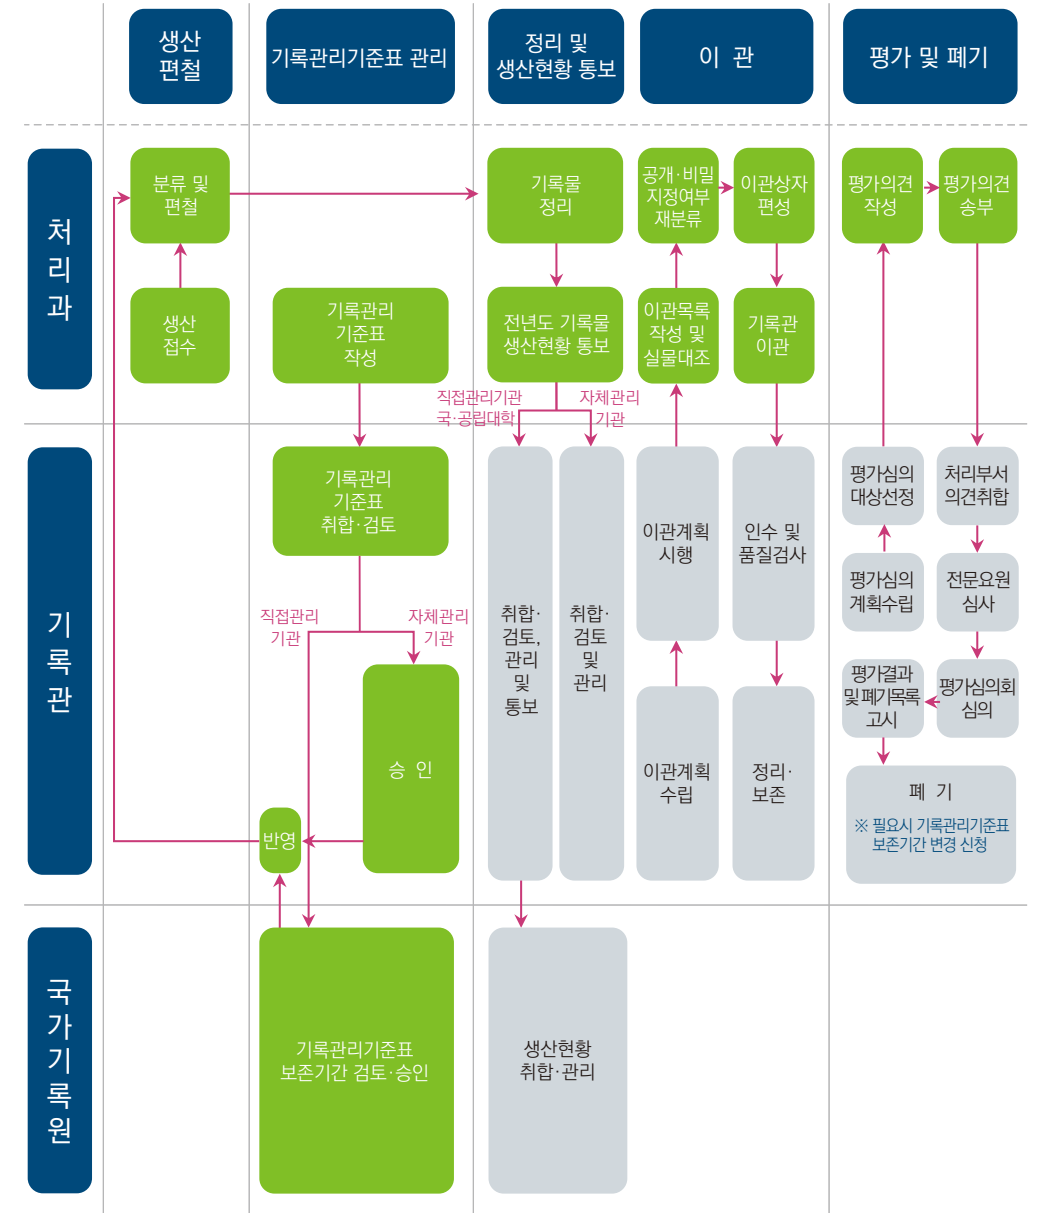 생산
편철
기록관리기준표 관리
정리 및
생산현황 통보
이 관
평가 및 폐기
처
리
과
분류 및
편철
기록물
정리
공개·비밀
지정여부
재분류
이관상자
편성
평가의견
작성
평가의견
송부
생산
접수
기록관리
기준표
작성
전년도 기록물
생산현황 통보
이관목록
작성 및
실물대조
기록관
이관
직접관리기관
국·공립대학
자체관리
기관
기
록
관
기록관리
기준표
취합·검토
직접관리
기관
자체관리
기관
승 인
반영
취합·
검토,
관리
및
통보
취합·
검토
및
관리
이관계획
시행
인수 및
품질검사
이관계획
수립
정리·
보존
평가심의
대상선정
처리부서
의견취합
평가심의
계획수립
전문요원
심사
평가결과
및 폐기목록
고시
평가심의회
심의
폐 기
※ 필요시 기록관리기준표
보존기간 변경 신청
국
가
기
록
원
기록관리기준표
보존기간 검토·승인
생산현황
취합·관리